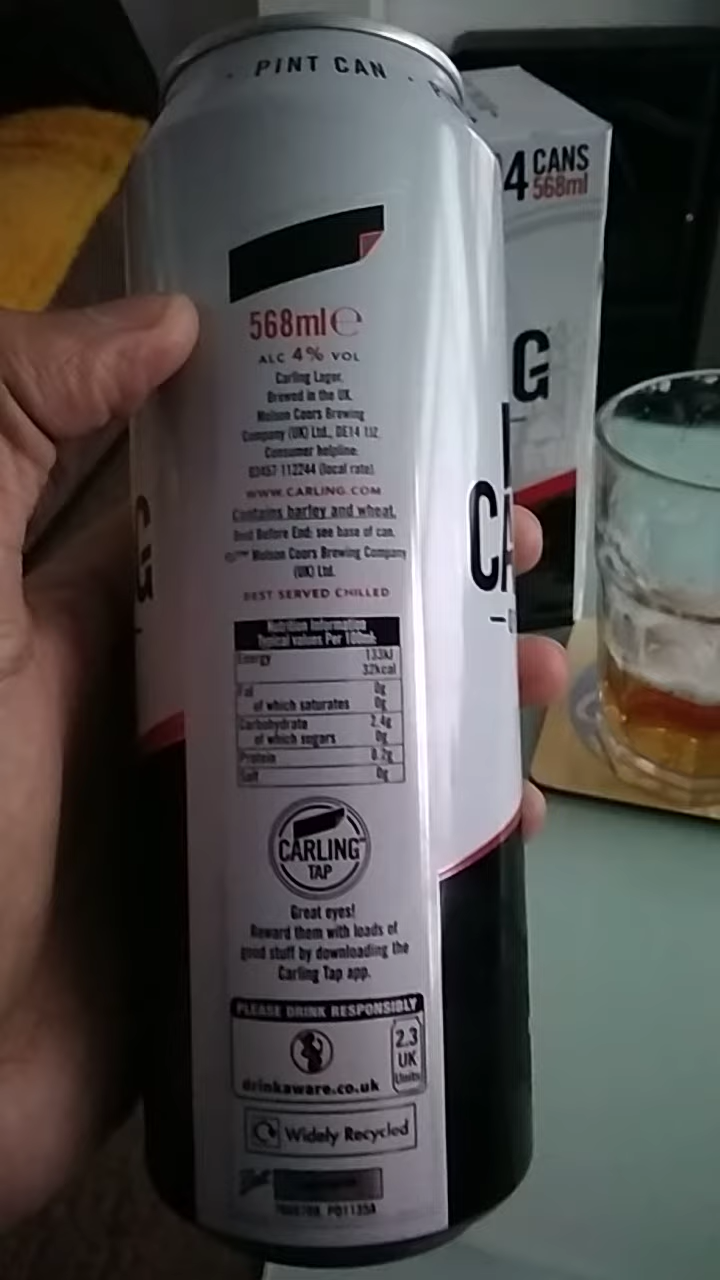 PINT CAN
4 CANS
568ml
568ml e
ALC 4% VOL
Carling Lager.
Brewed in the UK.
Molson Coors Brewing
Company (UK) Ltd., DE14 1JZ.
Consumer helpline:
03457 112244 (local rate)
WWW.CARLING.COM
Contains barley and wheat.
Best Before End: see base of can.
Molson Coors Brewing Company
(UK) Ltd.
BEST SERVED CHILLED
Nutrition Information
Typical values Per 100ml:
Energy 133kJ
32kcal
Fat 0g
of which saturates 0g
Carbohydrate 2.4g
of which sugars 0g
Protein 0.2g
Salt 0g
CARLING™
TAP
Great eyes!
Reward them with loads of
good stuff by downloading the
Carling Tap app.
PLEASE DRINK RESPONSIBLY
2.3
UK
Units
drinkaware.co.uk
Widely Recycled
G
CA
G